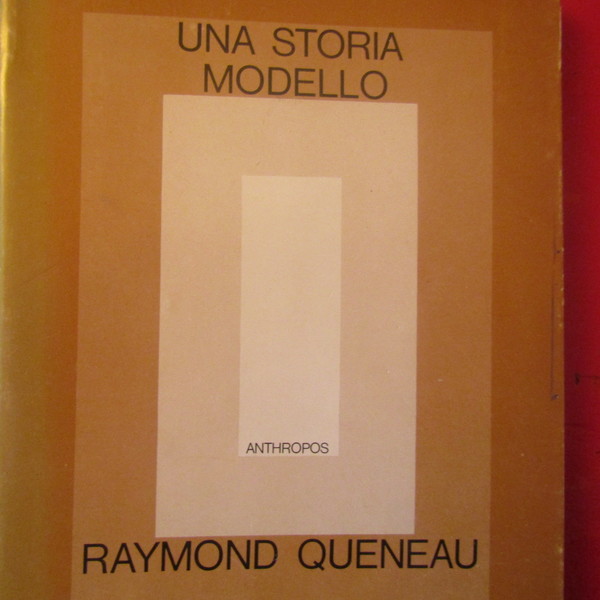 UNA STORIA
MODELLO
ANTHROPOS
RAYMOND QUENEAU